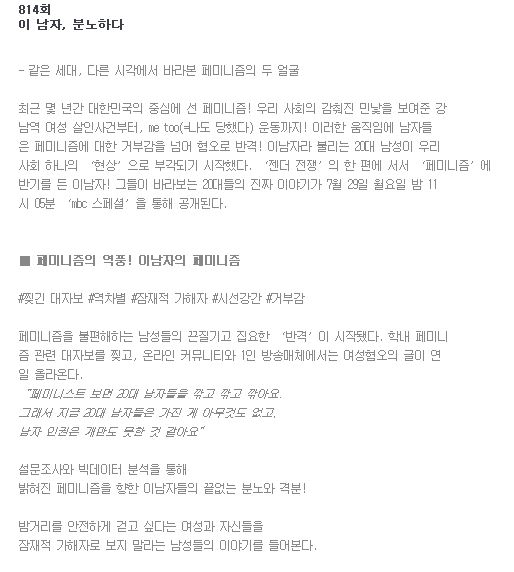 814회
이 남자, 분노하다
- 같은 세대, 다른 시각에서 바라본 페미니즘의 두 얼굴
최근 몇 년간 대한민국의 중심에 선 페미니즘! 우리 사회의 감춰진 민낯을 보여준 강
남역 여성 살인사건부터, me too(=나도 당했다) 운동까지! 이러한 움직임에 남자들
은 페미니즘에 대한 거부감을 넘어 혐오로 반격! 이남자라 불리는 20대 남성이 우리
사회 하나의 ‘현상’으로 부각되기 시작했다. ‘젠더 전쟁’의 한 편에 서서 ‘페미니즘’에
반기를 든 이남자! 그들이 바라보는 20대들의 진짜 이야기가 7월 29일 월요일 밤 11
시 05분 ‘mbc 스페셜’을 통해 공개된다.
■ 페미니즘의 역풍! 이남자의 페미니즘
#찢긴 대자보 #역차별 #잠재적 가해자 #시선강간 #거부감
페미니즘을 불편해하는 남성들의 끈질기고 집요한 ‘반격’이 시작됐다. 학내 페미니
즘 관련 대자보를 찢고, 온라인 커뮤니티와 1인 방송매체에서는 여성혐오의 글이 연
일 올라온다.
“페미니스트 보면 20대 남자들을 깎고 깎고 깎아요.
그래서 지금 20대 남자들은 가진 게 아무것도 없고,
남자 인권은 개만도 못한 것 같아요”
설문조사와 빅데이터 분석을 통해
밝혀진 페미니즘을 향한 이남자들의 끝없는 분노와 격분!
밤거리를 안전하게 걷고 싶다는 여성과 자신들을
잠재적 가해자로 보지 말라는 남성들의 이야기를 들어본다.